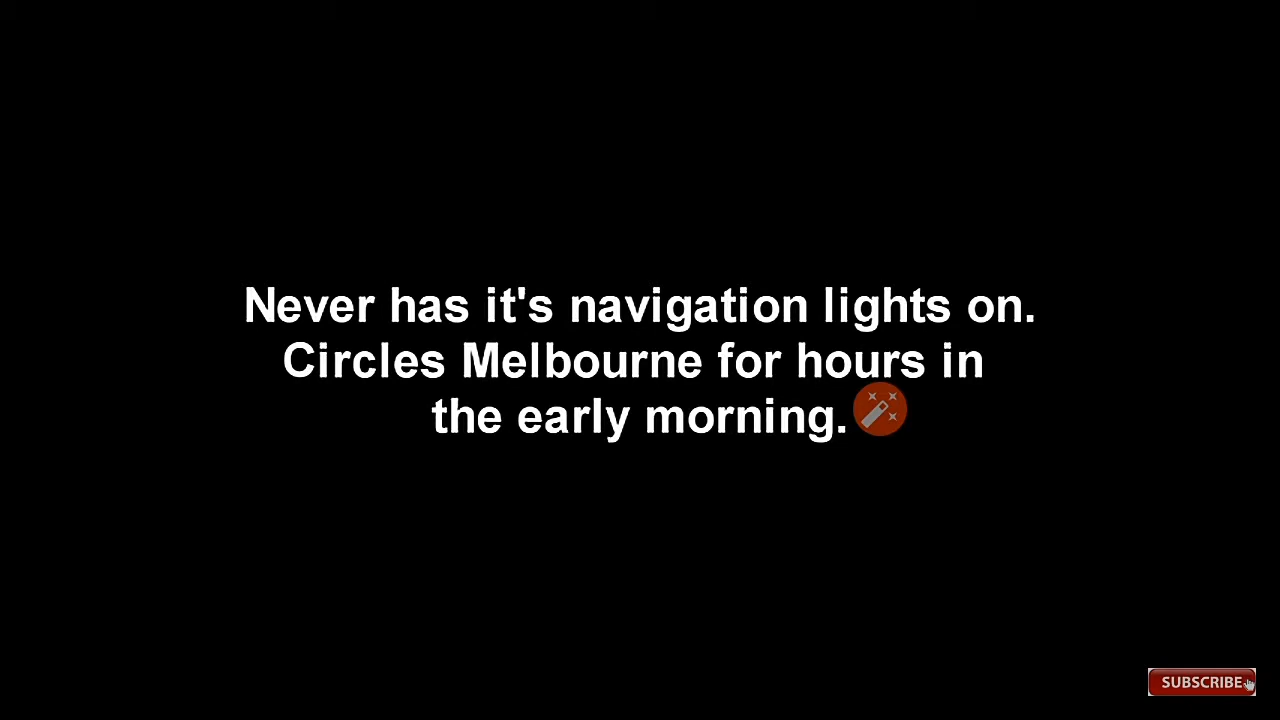 Never has it's navigation lights on.
Circles Melbourne for hours in
the early morning.
SUBSCRIBE